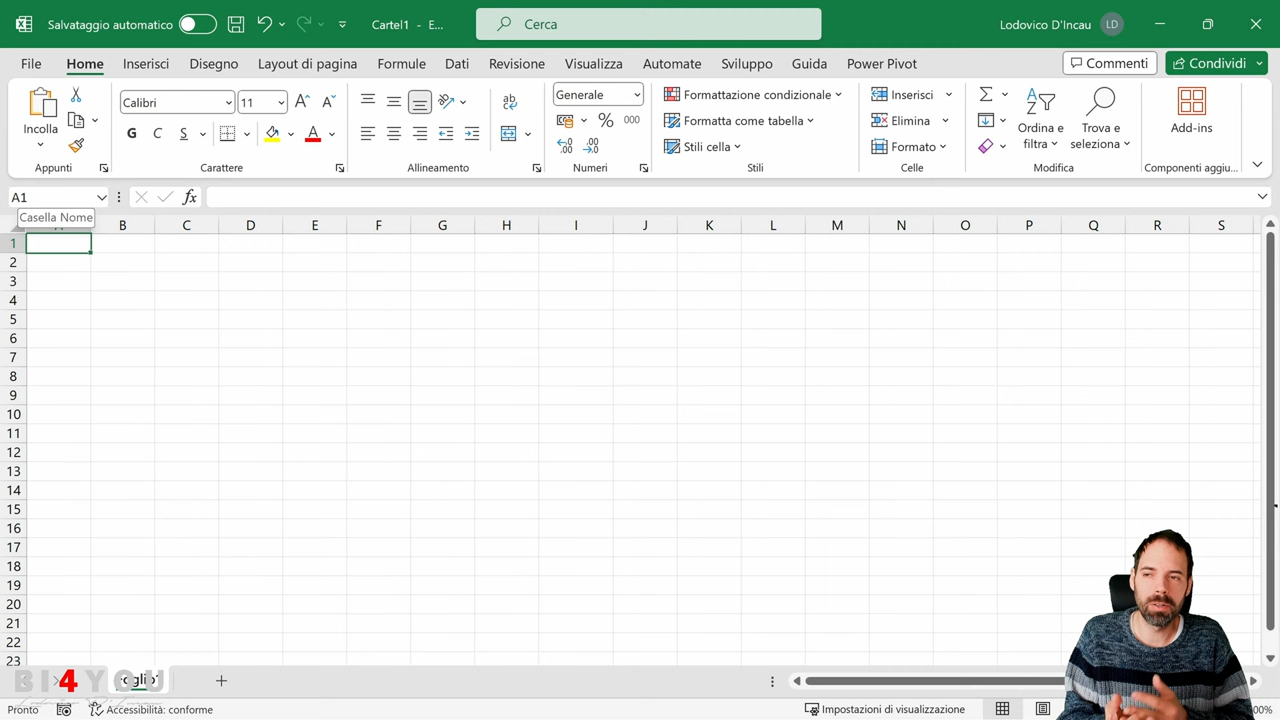 Salvataggio automatico
Cartel1 - E...
Cerca
Lodovico D'Incau
LD
File
Home
Inserisci
Disegno
Layout di pagina
Formule
Dati
Revisione
Visualizza
Automate
Sviluppo
Guida
Power Pivot
Commenti
Condividi
Incolla
Appunti
Calibri
11
G C S
A
Carattere
ab
Allineamento
Generale
% 000
Numeri
Formattazione condizionale
Formatta come tabella
Stili cella
Stili
Inserisci
Elimina
Formato
Celle
Ordina e
filtra
Trova e
seleziona
Modifica
Add-ins
Componenti aggiu...
A1
fx
Casella Nome
B C D E F G H I J K L M N O P Q R S
1
2
3
4
5
6
7
8
9
10
11
12
13
14
15
16
17
18
19
20
21
22
23
BI4YOU
Pronto
Accessibilità: conforme
Impostazioni di visualizzazione